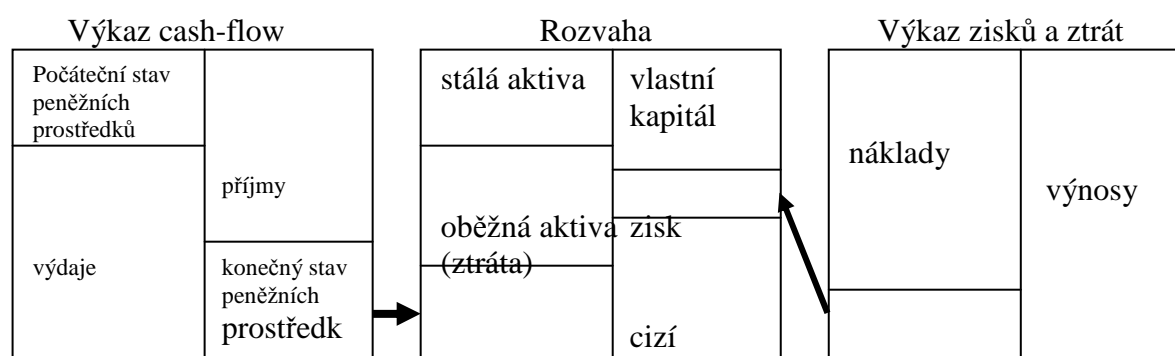 Výkaz cash-flow
Rozvaha
Výkaz zisků a ztrát
Počáteční stav
peněžních
prostředků
příjmy
výdaje
konečný stav
peněžních
prostředk
stálá aktiva
vlastní
kapitál
oběžná aktiva zisk
(ztráta)
cizí
náklady
výnosy